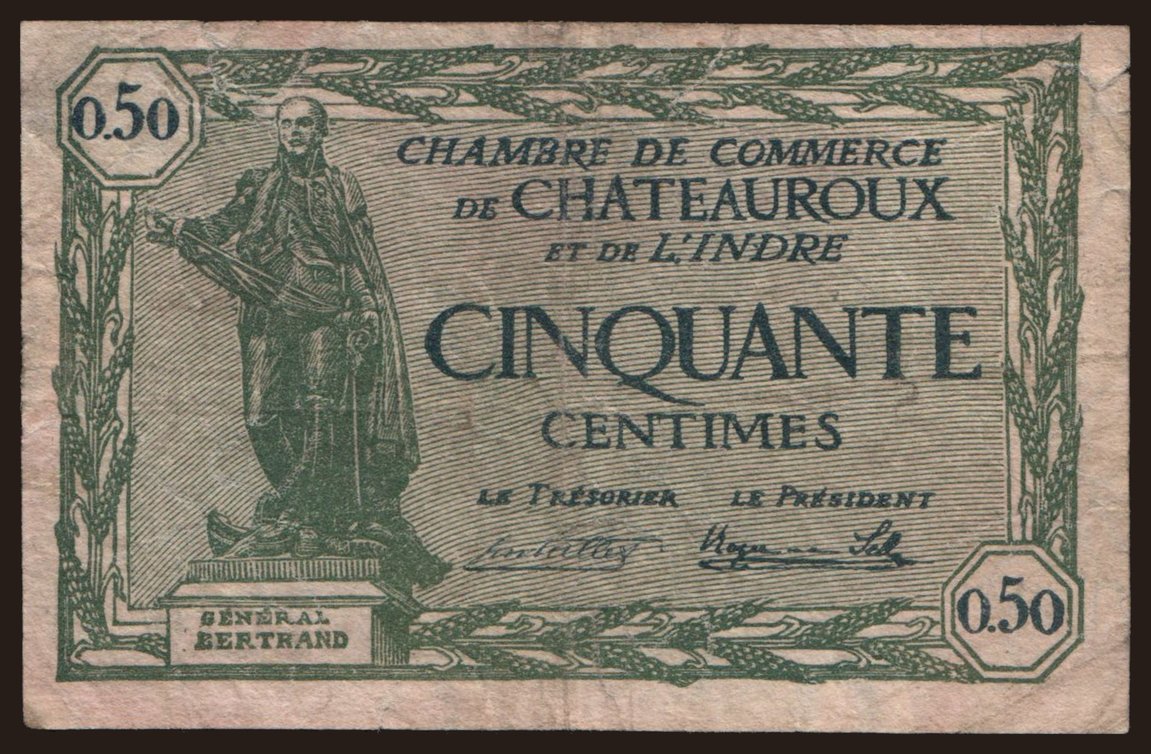 0.50
CHAMBRE DE COMMERCE
DE CHATEAUROUX
ET DE L'INDRE
CINQUANTE
CENTIMES
LE TRÉSORIER LE PRÉSIDENT
GÉNÉRAL
BERTRAND
0.50